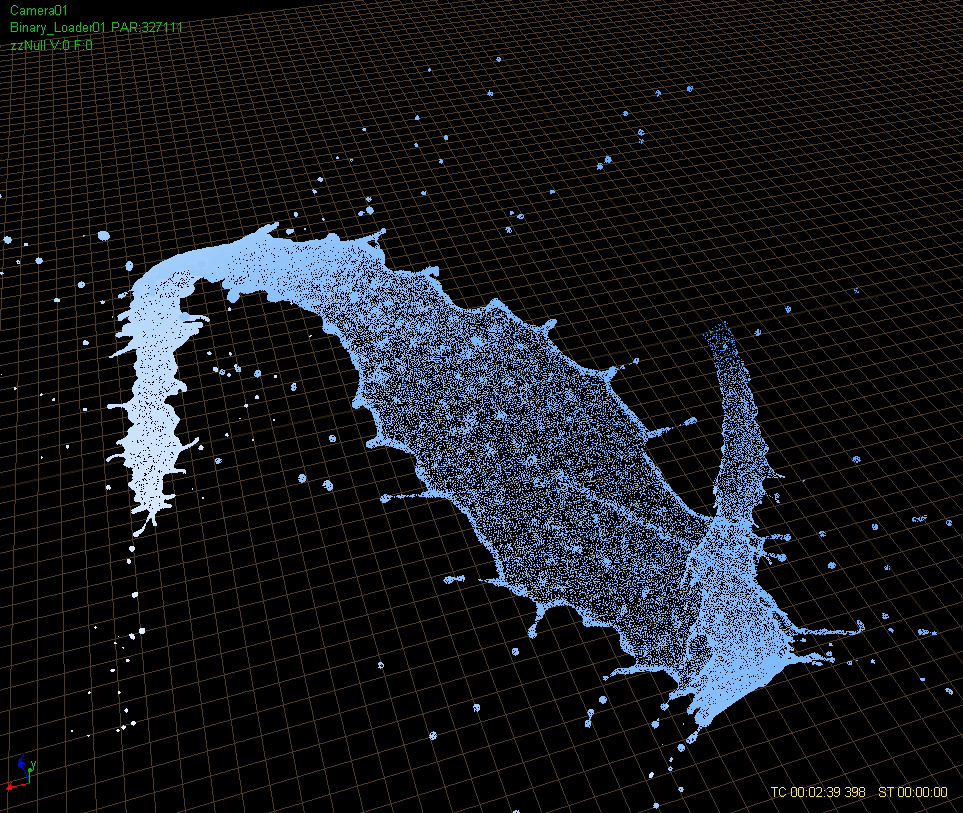 Camera01
Binary_Loader01 PAR:327111
zzNull V:0 F:0
y
TC 00:02:39 398 ST 00:00:00